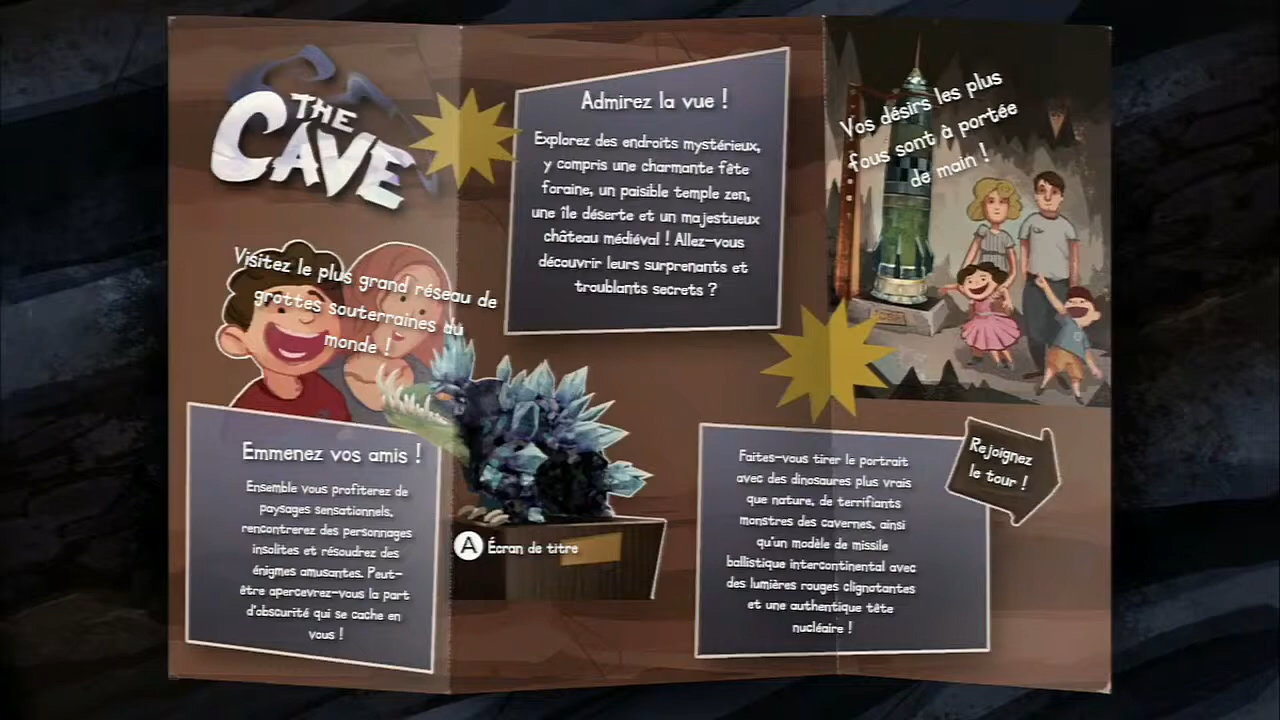 THE
CAVE
Visitez le plus grand réseau de
grottes souterraines du
monde !
Emmenez vos amis !
Ensemble vous profiterez de
paysages sensationnels,
rencontrerez des personnages
insolites et résoudrez des
énigmes amusantes. Peut-
être apercevrez-vous la part
d'obscurité qui se cache en
vous !
Admirez la vue !
Explorez des endroits mystérieux,
y compris une charmante fête
foraine, un paisible temple zen,
une île déserte et un majestueux
château médiéval ! Allez-vous
découvrir leurs surprenants et
troublants secrets ?
A Écran de titre
Vos désirs les plus
fous sont à portée
de main !
Faites-vous tirer le portrait
avec des dinosaures plus vrais
que nature, de terrifiants
monstres des cavernes, ainsi
qu'un modèle de missile
ballistique intercontinental avec
des lumières rouges clignotantes
et une authentique tête
nucléaire !
Rejoignez
le tour !